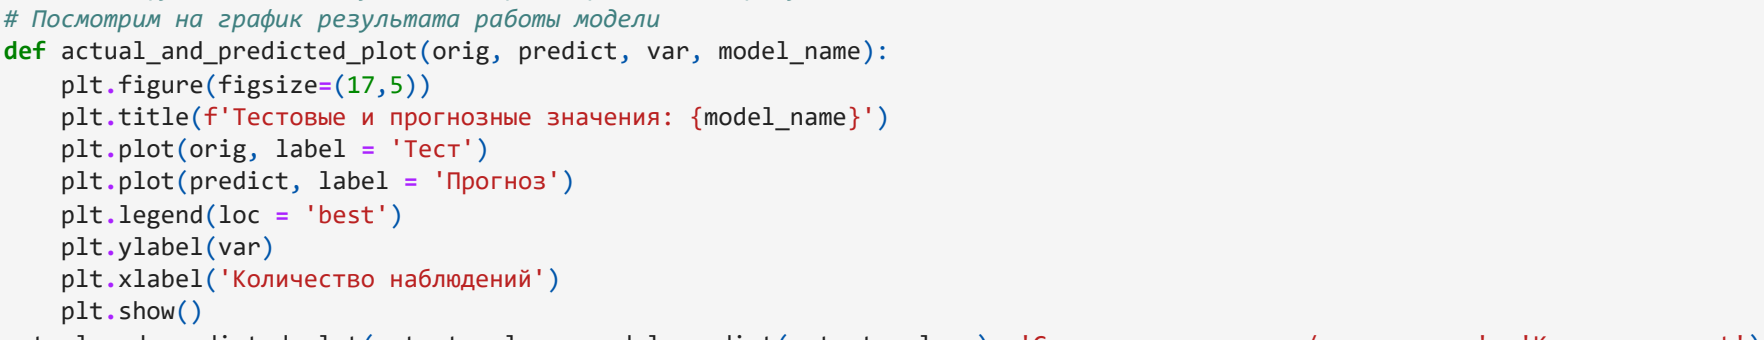 # Посмотрим на график результата работы модели
def actual_and_predicted_plot(orig, predict, var, model_name):
    plt.figure(figsize=(17,5))
    plt.title(f'Тестовые и прогнозные значения: {model_name}')
    plt.plot(orig, label = 'Тест')
    plt.plot(predict, label = 'Прогноз')
    plt.legend(loc = 'best')
    plt.ylabel(var)
    plt.xlabel('Количество наблюдений')
    plt.show()